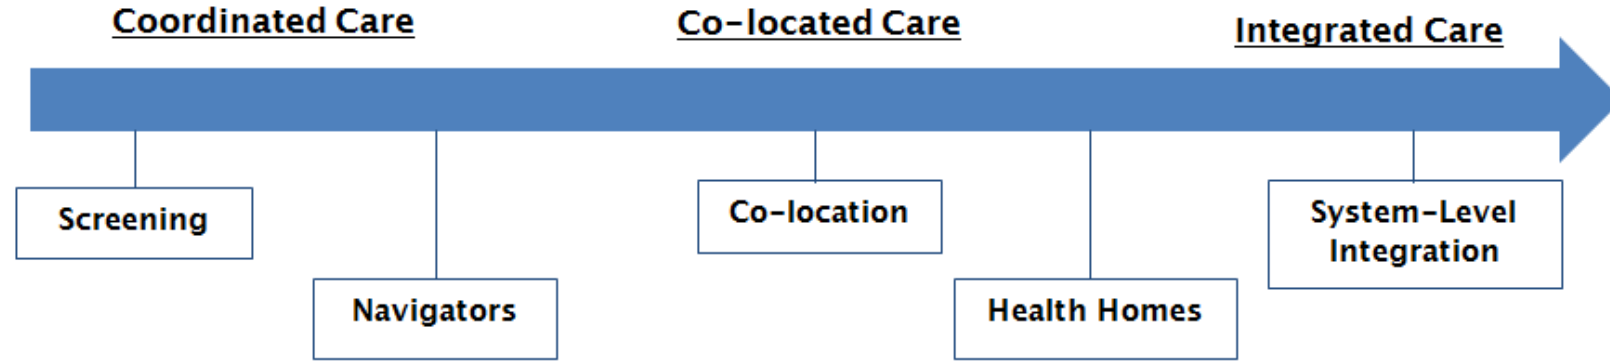 Coordinated Care
Co-located Care
Integrated Care
Screening
Navigators
Co-location
Health Homes
System-Level
Integration